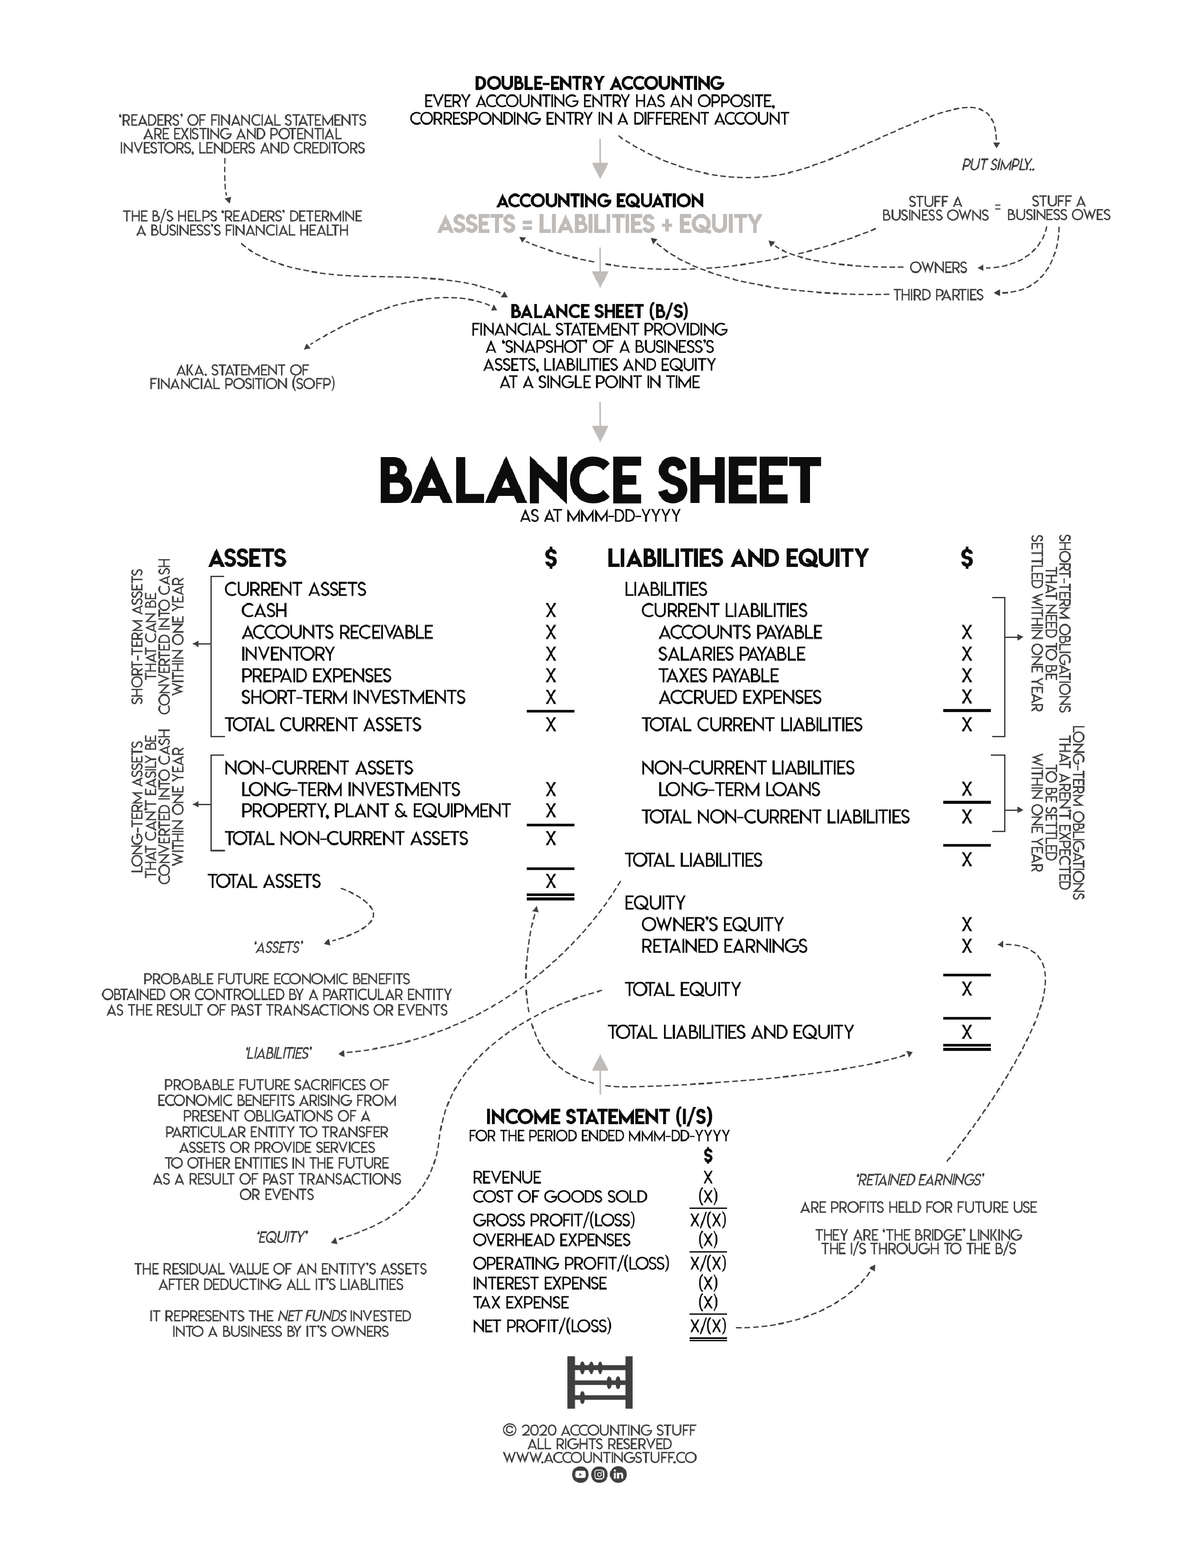 DOUBLE-ENTRY ACCOUNTING
EVERY ACCOUNTING ENTRY HAS AN OPPOSITE,
CORRESPONDING ENTRY IN A DIFFERENT ACCOUNT
'READERS' OF FINANCIAL STATEMENTS
ARE EXISTING AND POTENTIAL
INVESTORS, LENDERS AND CREDITORS
PUT SIMPLY..
THE B/S HELPS 'READERS' DETERMINE
A BUSINESS'S FINANCIAL HEALTH
ACCOUNTING EQUATION
ASSETS = LIABILITIES + EQUITY
STUFF A = STUFF A
BUSINESS OWNS BUSINESS OWES
OWNERS
THIRD PARTIES
BALANCE SHEET (B/S)
FINANCIAL STATEMENT PROVIDING
A 'SNAPSHOT' OF A BUSINESS'S
ASSETS, LIABILITIES AND EQUITY
AT A SINGLE POINT IN TIME
AKA. STATEMENT OF
FINANCIAL POSITION (SOFP)
BALANCE SHEET
AS AT MMM-DD-YYYY
ASSETS $
CURRENT ASSETS
CASH X
ACCOUNTS RECEIVABLE X
INVENTORY X
PREPAID EXPENSES X
SHORT-TERM INVESTMENTS X
TOTAL CURRENT ASSETS X
SHORT-TERM ASSETS
THAT CAN BE
CONVERTED INTO CASH
WITHIN ONE YEAR
NON-CURRENT ASSETS
LONG-TERM INVESTMENTS X
PROPERTY, PLANT & EQUIPMENT X
TOTAL NON-CURRENT ASSETS X
LONG-TERM ASSETS
THAT CAN'T EASILY BE
CONVERTED INTO CASH
WITHIN ONE YEAR
TOTAL ASSETS X
LIABILITIES AND EQUITY $
LIABILITIES
CURRENT LIABILITIES
ACCOUNTS PAYABLE X
SALARIES PAYABLE X
TAXES PAYABLE X
ACCRUED EXPENSES X
TOTAL CURRENT LIABILITIES X
SHORT-TERM OBLIGATIONS
THAT NEED TO BE
SETTLED WITHIN ONE YEAR
NON-CURRENT LIABILITIES
LONG-TERM LOANS X
TOTAL NON-CURRENT LIABILITIES X
LONG-TERM OBLIGATIONS
THAT AREN'T EXPECTED
TO BE SETTLED
WITHIN ONE YEAR
TOTAL LIABILITIES X
EQUITY
OWNER'S EQUITY X
RETAINED EARNINGS X
TOTAL EQUITY X
TOTAL LIABILITIES AND EQUITY X
'ASSETS'
PROBABLE FUTURE ECONOMIC BENEFITS
OBTAINED OR CONTROLLED BY A PARTICULAR ENTITY
AS THE RESULT OF PAST TRANSACTIONS OR EVENTS
'LIABILITIES'
PROBABLE FUTURE SACRIFICES OF
ECONOMIC BENEFITS ARISING FROM
PRESENT OBLIGATIONS OF A
PARTICULAR ENTITY TO TRANSFER
ASSETS OR PROVIDE SERVICES
TO OTHER ENTITIES IN THE FUTURE
AS A RESULT OF PAST TRANSACTIONS
OR EVENTS
'EQUITY'
THE RESIDUAL VALUE OF AN ENTITY'S ASSETS
AFTER DEDUCTING ALL IT'S LIABLITIES
IT REPRESENTS THE NET FUNDS INVESTED
INTO A BUSINESS BY IT'S OWNERS
INCOME STATEMENT (I/S)
FOR THE PERIOD ENDED MMM-DD-YYYY
$
REVENUE X
COST OF GOODS SOLD (X)
GROSS PROFIT/(LOSS) X/(X)
OVERHEAD EXPENSES (X)
OPERATING PROFIT/(LOSS) X/(X)
INTEREST EXPENSE (X)
TAX EXPENSE (X)
NET PROFIT/(LOSS) X/(X)
'RETAINED EARNINGS'
ARE PROFITS HELD FOR FUTURE USE
THEY ARE 'THE BRIDGE' LINKING
THE I/S THROUGH TO THE B/S
© 2020 ACCOUNTING STUFF
ALL RIGHTS RESERVED
WWW.ACCOUNTINGSTUFF.CO
in